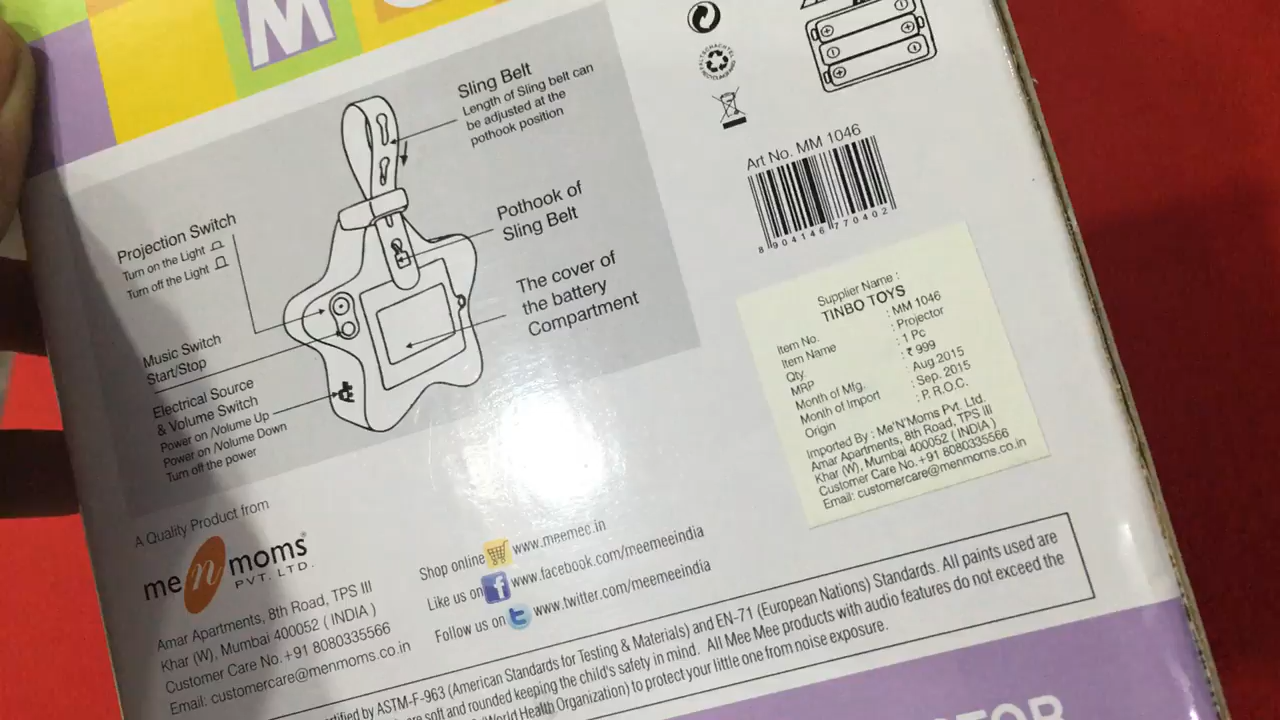 M
Sling Belt
Length of Sling belt can
be adjusted at the
pothook position
Pothook of
Sling Belt
The cover of
the battery
Compartment
Projection Switch
Turn on the Light
Turn off the Light
Music Switch
Start/Stop
Electrical Source
& Volume Switch
Power on /Volume Up
Power on /Volume Down
Turn off the power
Art No. MM 1046
8 904146 770402
Supplier Name :
TINBO TOYS
Item No. : MM 1046
Item Name : Projector
Qty. : 1 Pc
MRP : ₹ 999
Month of Mfg. : Aug.2015
Month of Import : Sep. 2015
Origin : P. R.O.C.
Imported By : Me'N'Moms Pvt. Ltd.
Amar Apartments, 8th Road, TPS III
Khar (W), Mumbai 400052 ( INDIA )
Customer Care No.+91 8080335566
Email: customercare@menmoms.co.in
A Quality Product from
me n moms
PVT. LTD.
Amar Apartments, 8th Road, TPS III
Khar (W), Mumbai 400052 ( INDIA )
Customer Care No.+91 8080335566
Email: customercare@menmoms.co.in
Shop online www.meemee.in
Like us on f www.facebook.com/meemeeindia
Follow us on t www.twitter.com/meemeeindia
ASTM-F-963 (American Standards for Testing & Materials) and EN-71 (European Nations) Standards. All paints used are
soft and rounded keeping the child's safety in mind. All Mee Mee products with audio features do not exceed the
(World Health Organization) to protect your little one from noise exposure.